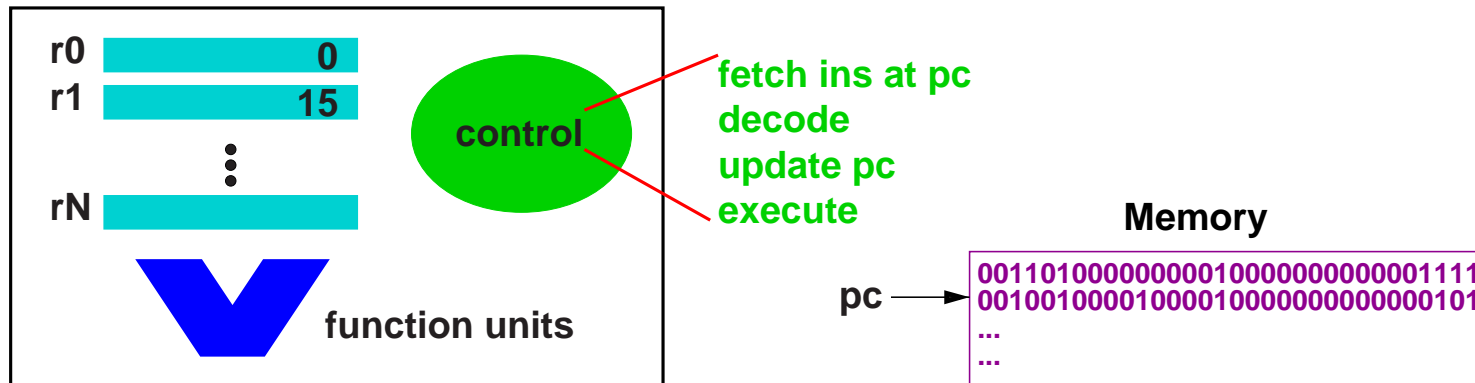 r0 0
r1 15
rN
control
fetch ins at pc
decode
update pc
execute
function units
Memory
pc
00110100000000010000000000001111
00100100001000010000000000000101
...
...